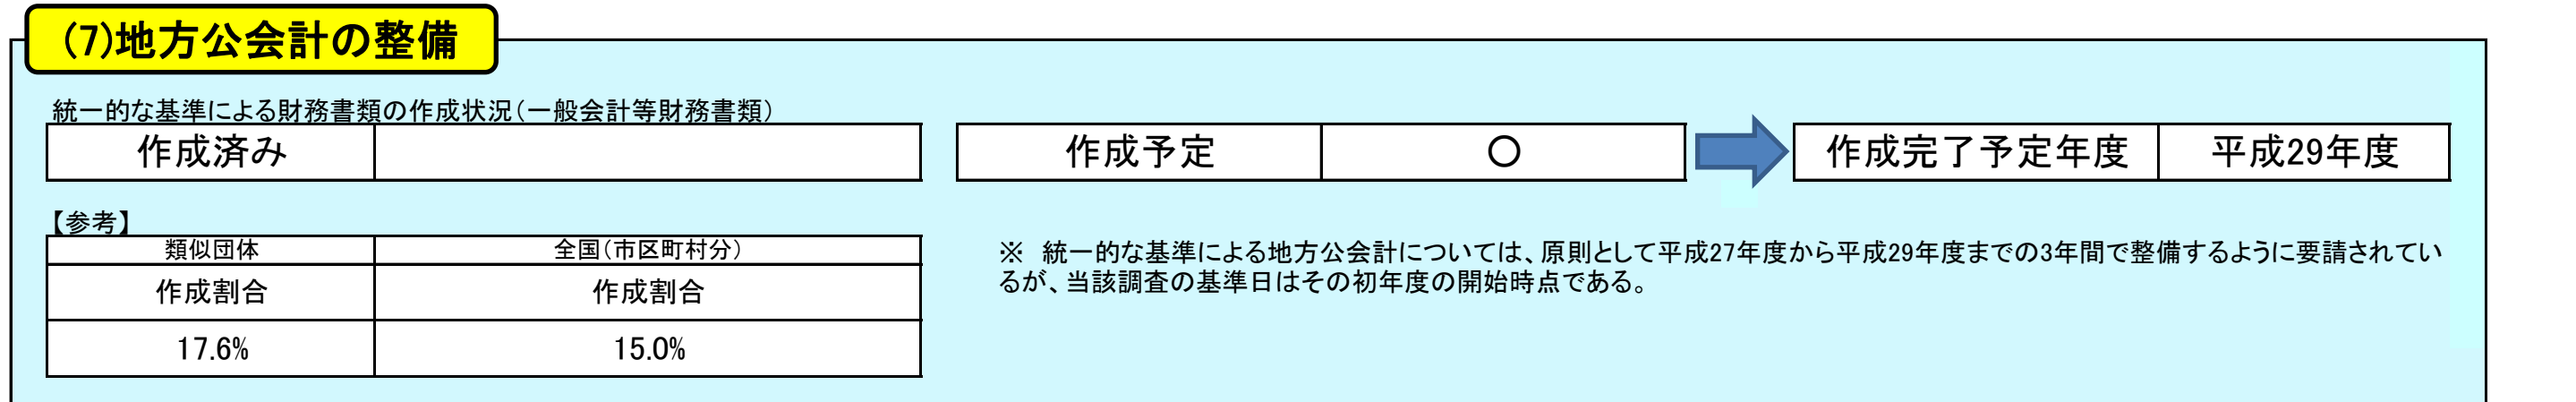 (7)地方公会計の整備
統一的な基準による財務書類の作成状況(一般会計等財務書類)
作成済み
作成予定 ○
作成完了予定年度 平成29年度
【参考】
類似団体 全国(市区町村分)
作成割合 作成割合
17.6% 15.0%
※ 統一的な基準による地方公会計については、原則として平成27年度から平成29年度までの3年間で整備するように要請されてい
るが、当該調査の基準日はその初年度の開始時点である。